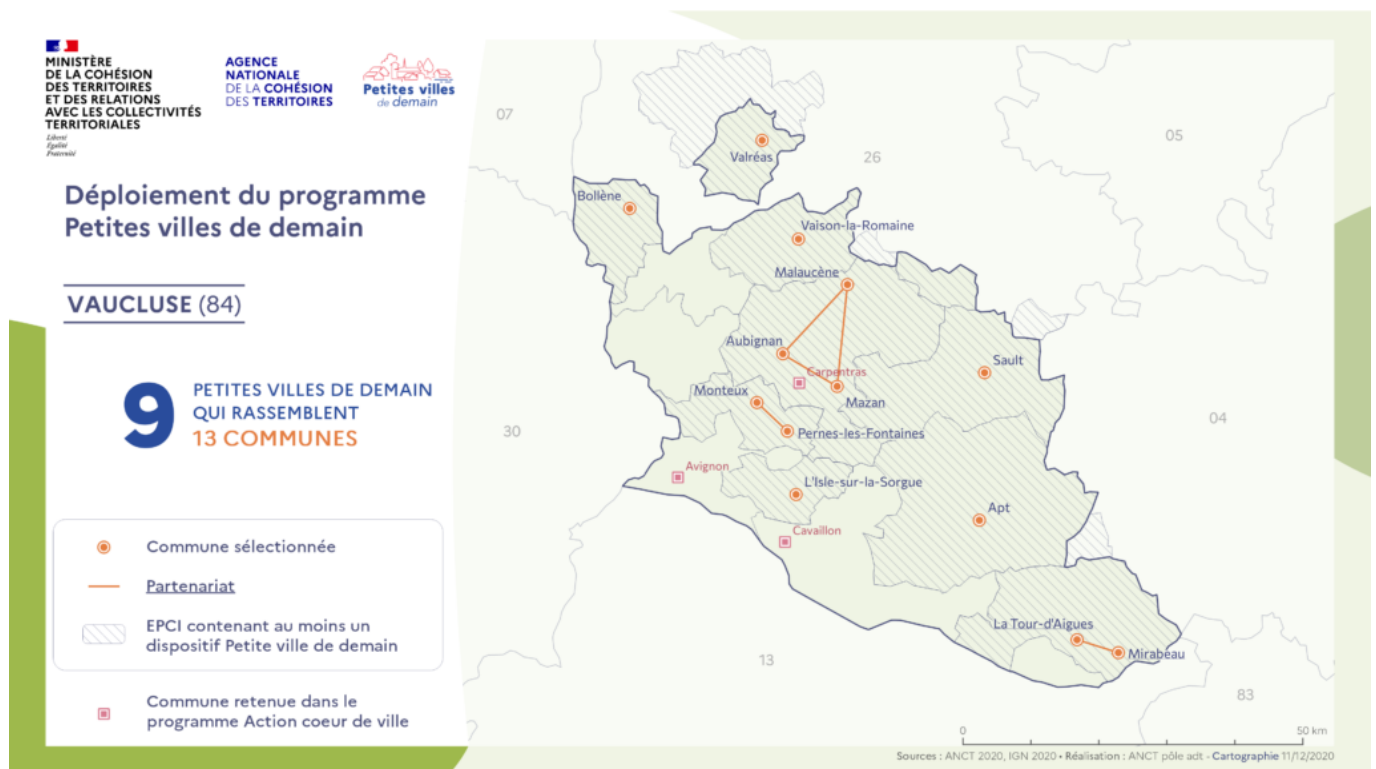 MINISTÈRE
DE LA COHÉSION
DES TERRITOIRES
ET DES RELATIONS
AVEC LES COLLECTIVITÉS
TERRITORIALES
Liberté
Égalité
Fraternité
AGENCE
NATIONALE
DE LA COHÉSION
DES TERRITOIRES
Petites villes
de demain
Déploiement du programme
Petites villes de demain
VAUCLUSE (84)
9
PETITES VILLES DE DEMAIN
QUI RASSEMBLENT
13 COMMUNES
Commune sélectionnée
Partenariat
EPCI contenant au moins un
dispositif Petite ville de demain
Commune retenue dans le
programme Action coeur de ville
07
05
26
Valréas
Bollène
Vaison-la-Romaine
Malaucène
Aubignan
Sault
Carpentras
Monteux
Mazan
04
30
Pernes-les-Fontaines
Avignon
L'Isle-sur-la-Sorgue
Apt
Cavaillon
La Tour-d'Aigues
Mirabeau
13
83
0
50 km
Sources : ANCT 2020, IGN 2020 • Réalisation : ANCT pôle adt - Cartographie 11/12/2020